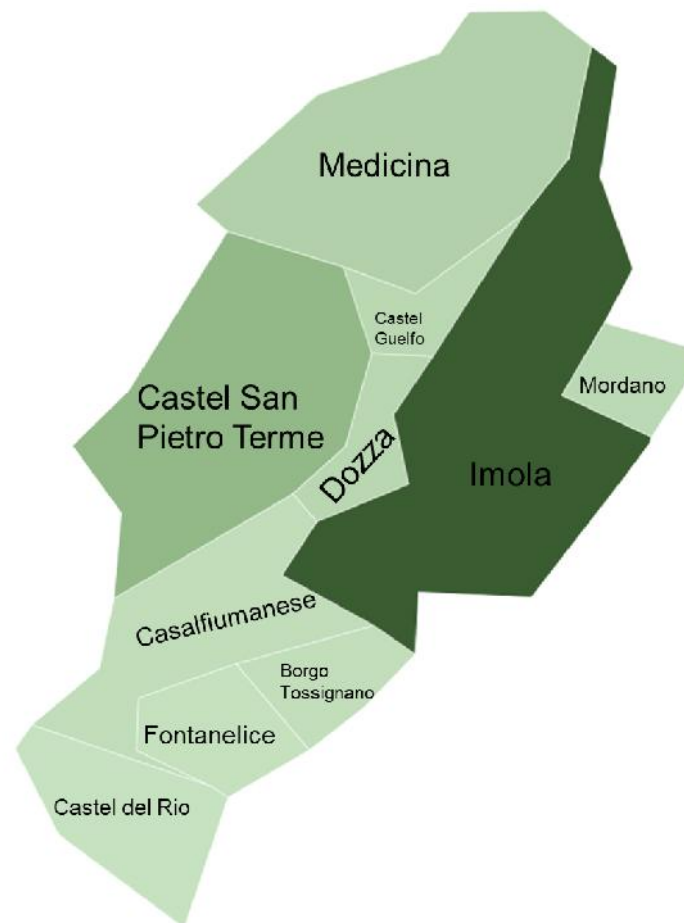 Medicina
Castel
Guelfo
Mordano
Castel San
Pietro Terme
Dozza
Imola
Casalfiumanese
Borgo
Tossignano
Fontanelice
Castel del Rio